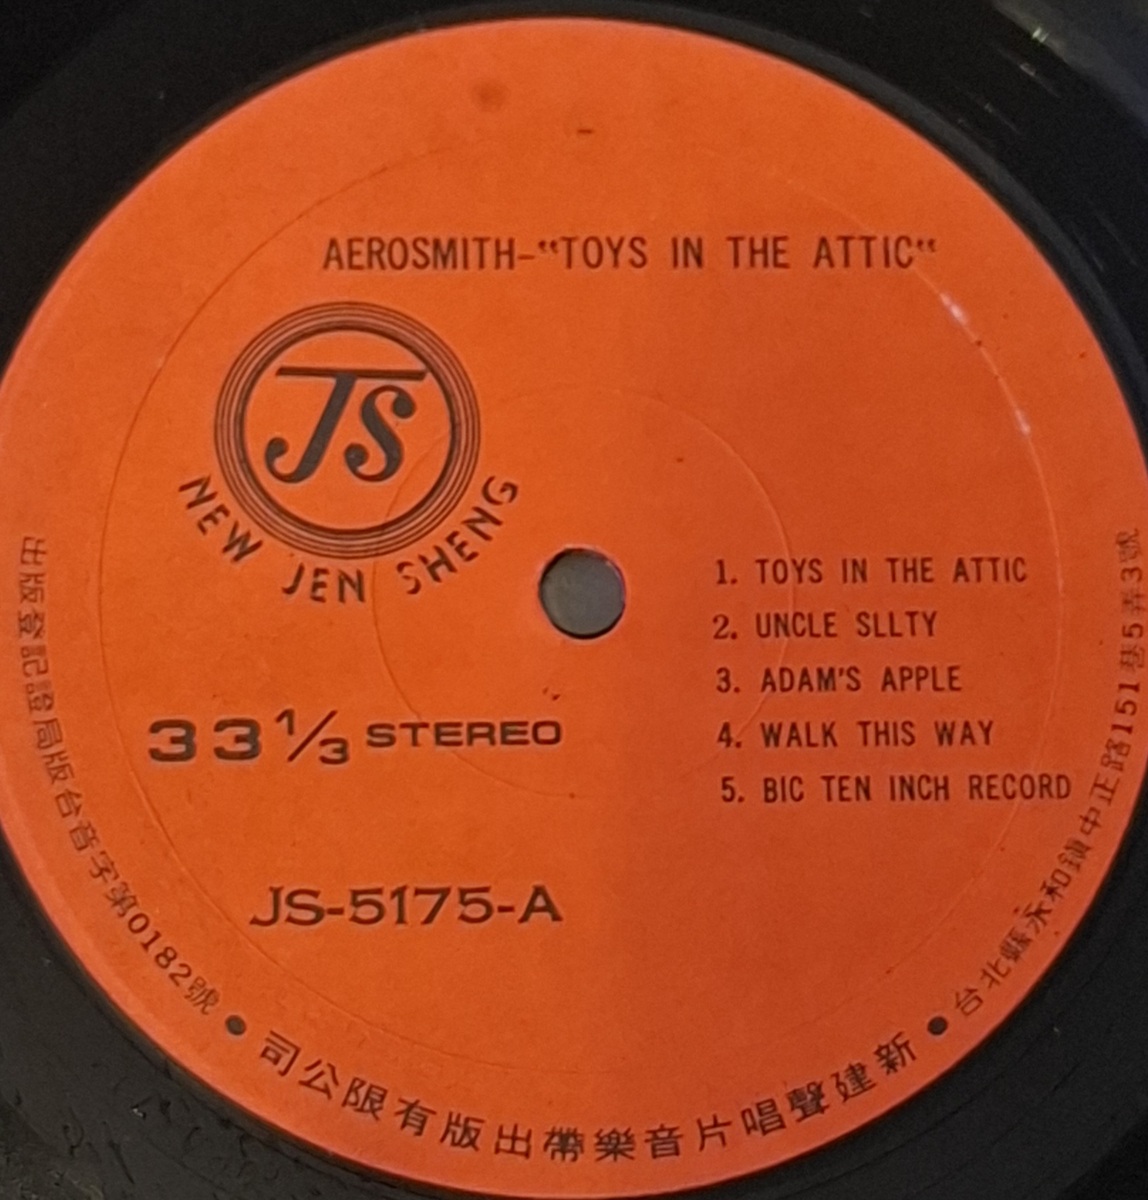 AEROSMITH-“TOYS IN THE ATTIC“
JS
NEW JEN SHENG
1. TOYS IN THE ATTIC
2. UNCLE SLLTY
3. ADAM'S APPLE
4. WALK THIS WAY
5. BIC TEN INCH RECORD
33 1/3 STEREO
JS-5175-A
出版登記證局版台音字第0182號
新建聲唱片音樂帶出版有限公司
台北縣永和鎮中正路151巷5弄3號